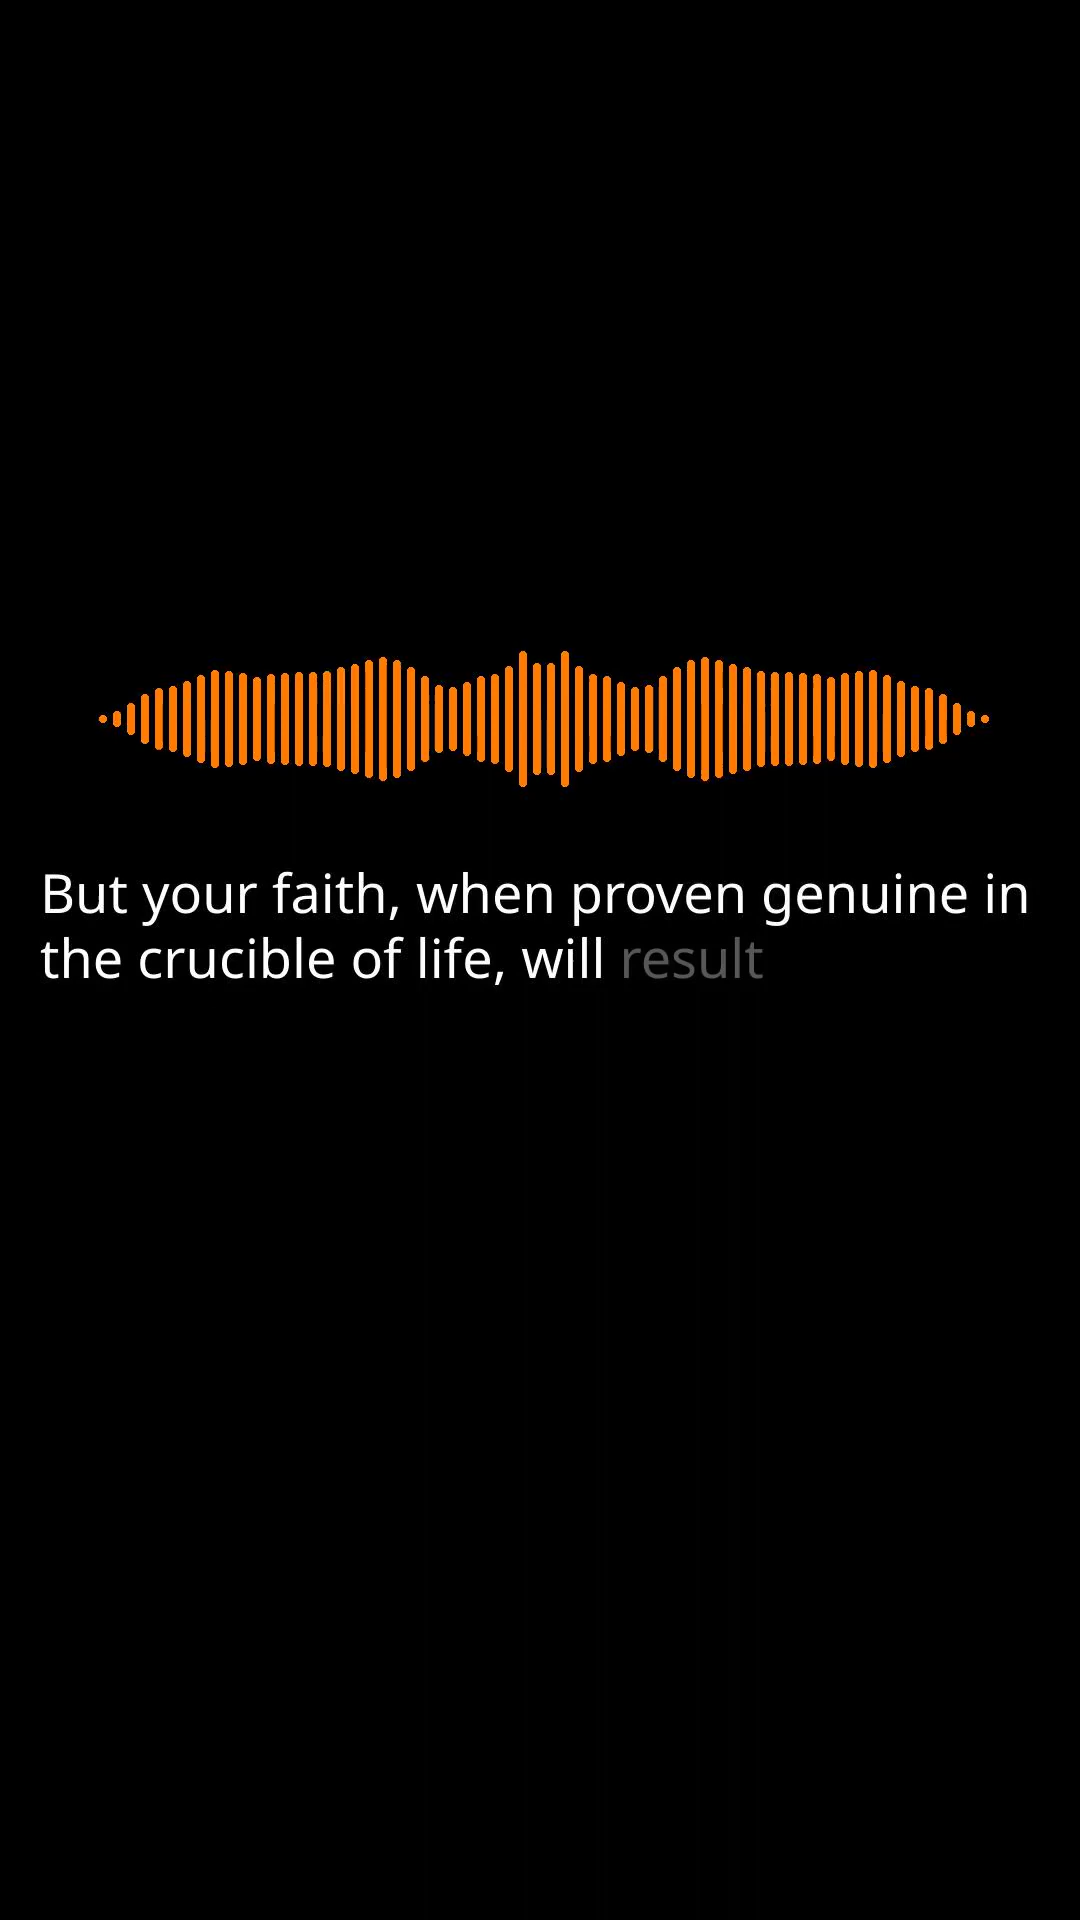 But your faith, when proven genuine in
the crucible of life, will result